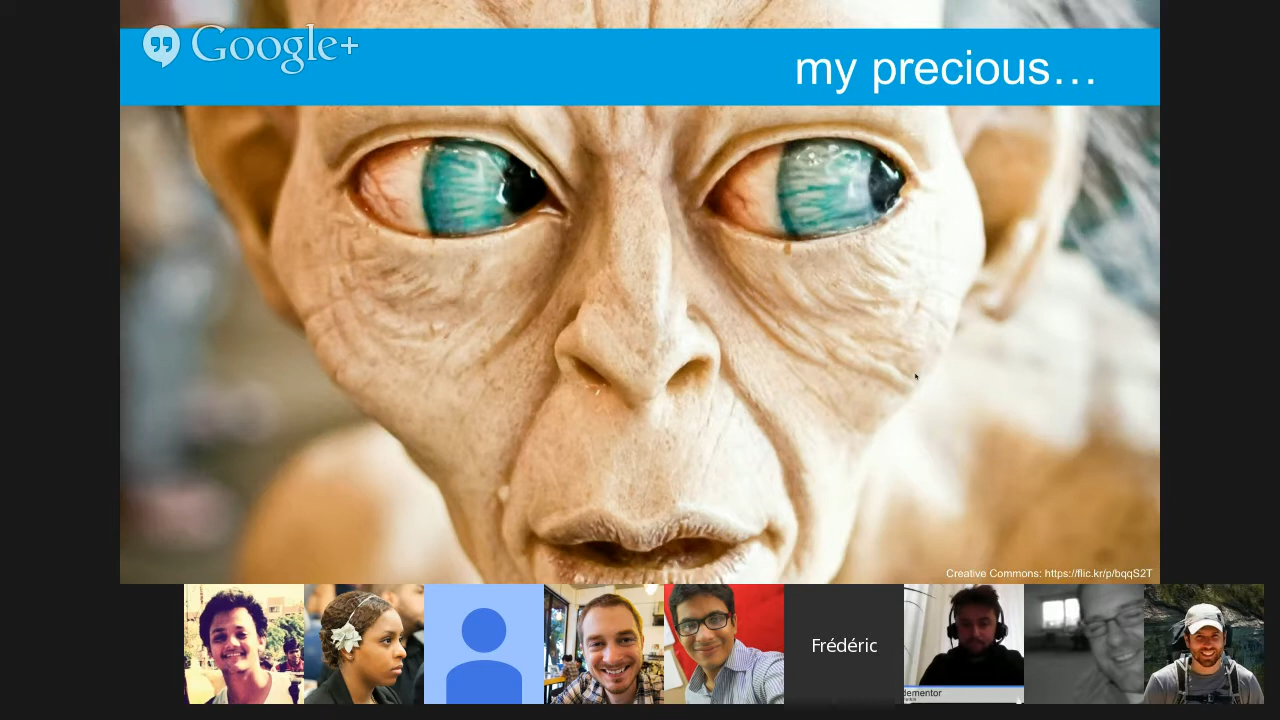 Google+
my precious...
Creative Commons: https://flic.kr/p/bqqS2T
Frédéric
dementor